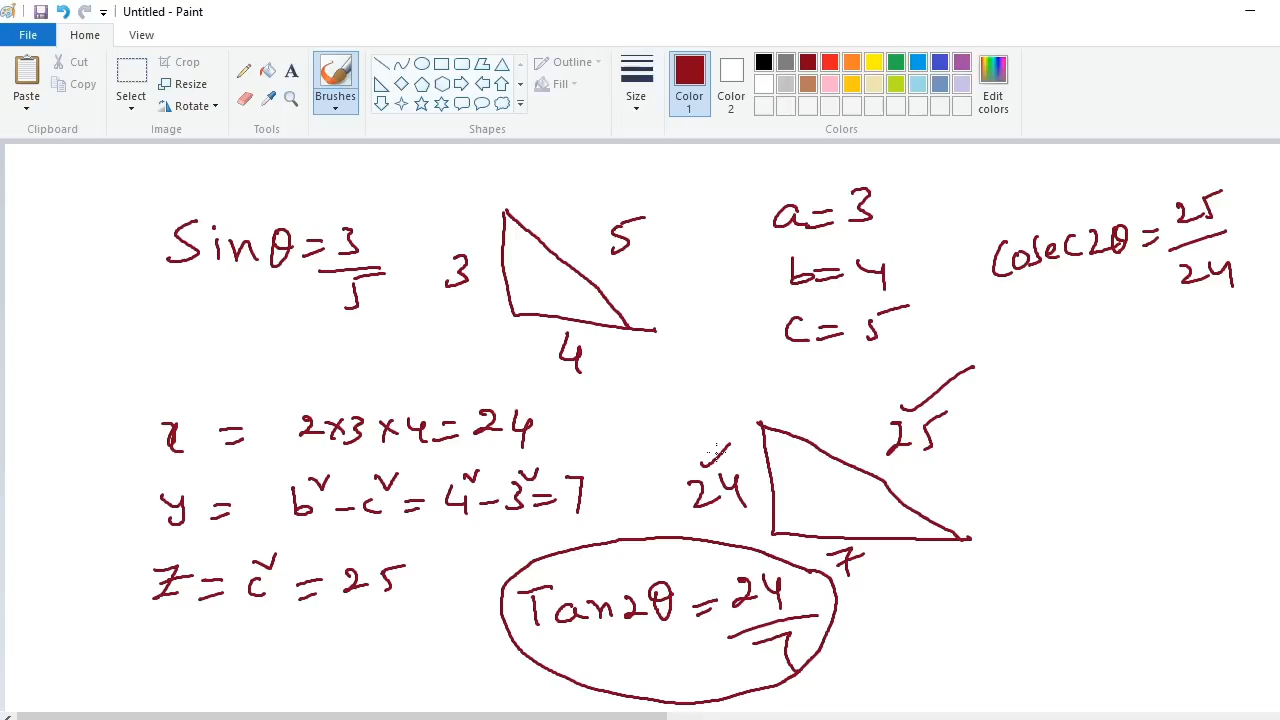 Untitled - Paint
File Home View
Paste Cut Copy Select Crop Resize Rotate Brushes Outline Fill Size Color 1 Color 2 Edit colors
Clipboard Image Tools Shapes Colors
Sinθ = 3/5
3
5
4
a = 3
b = 4
c = 5
Cosec2θ = 25/24
x = 2×3×4 = 24
y = b² - c² = 4² - 3² = 7
Z = c² = 25
24
25
7
Tan2θ = 24/7